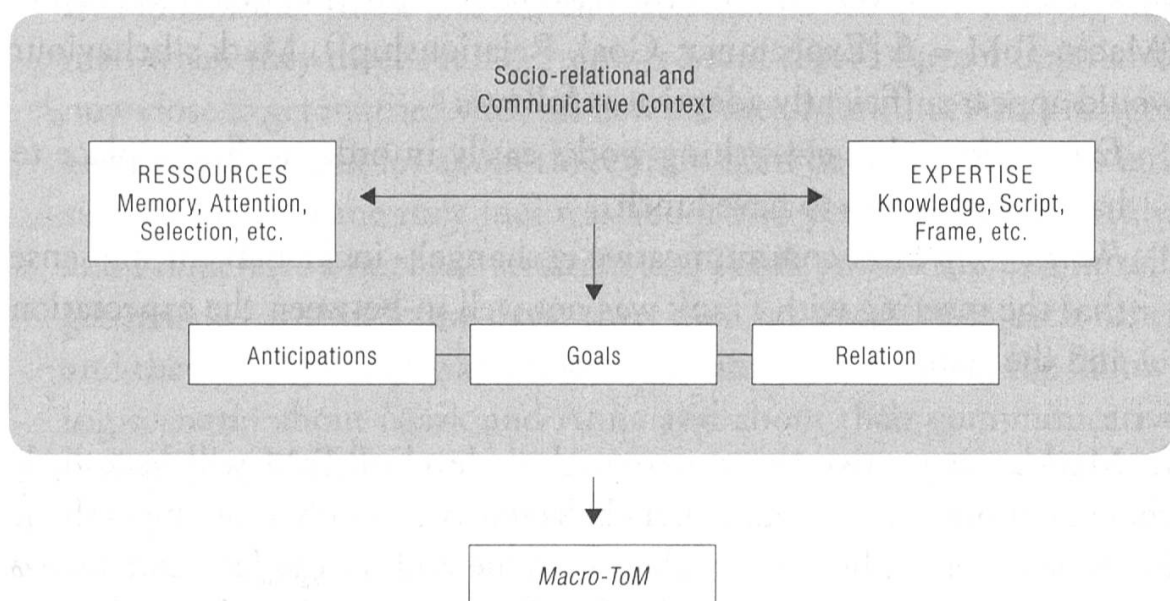 Socio-relational and
Communicative Context
RESSOURCES
Memory, Attention,
Selection, etc.
EXPERTISE
Knowledge, Script,
Frame, etc.
Anticipations
Goals
Relation
Macro-ToM